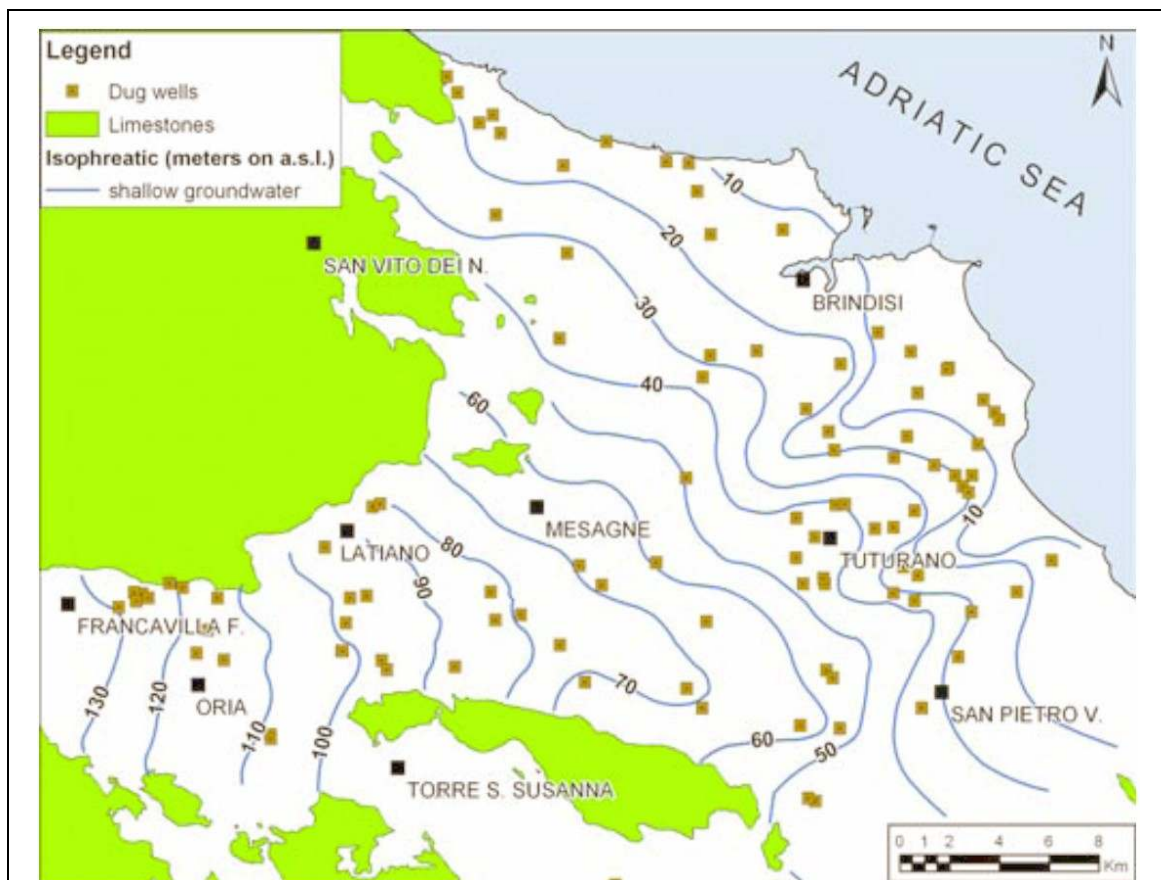 Legend
Dug wells
Limestones
Isophreatic (meters on a.s.l.)
shallow groundwater
N
ADRIATIC SEA
10
20
SAN VITO DEI N.
30
BRINDISI
40
60
MESAGNE
LATIANO
80
TUTURANO
90
10
FRANCAVILLA F.
130
120
ORIA
110
100
70
SAN PIETRO V.
60
50
TORRE S. SUSANNA
0 1 2 4 6 8
Km